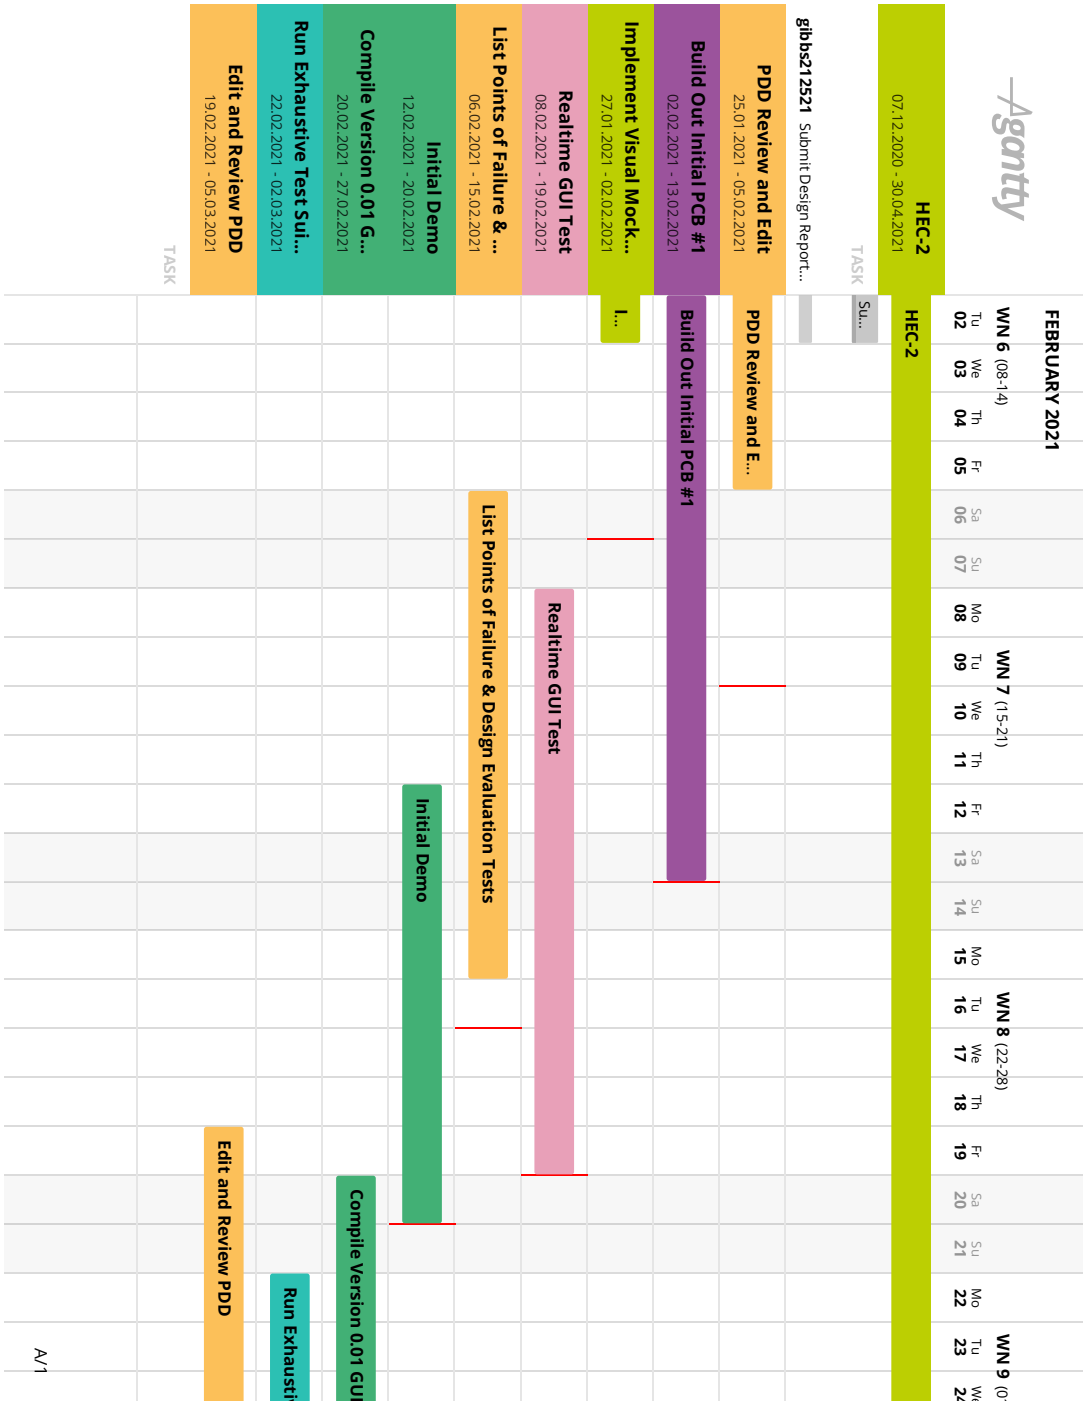 Agantty
FEBRUARY 2021
WN 6 (08-14)
WN 7 (15-21)
WN 8 (22-28)
WN 9 (0
Tu We Th Fr Sa Su Mo Tu We Th Fr Sa Su Mo Tu We Th Fr Sa Su Mo Tu We
02 03 04 05 06 07 08 09 10 11 12 13 14 15 16 17 18 19 20 21 22 23 24
HEC-2
07.12.2020 - 30.04.2021
HEC-2
TASK
Su...
gibbs212521 Submit Design Report...
PDD Review and Edit
25.01.2021 - 05.02.2021
PDD Review and E...
Build Out Initial PCB #1
02.02.2021 - 13.02.2021
Build Out Initial PCB #1
Implement Visual Mock...
27.01.2021 - 02.02.2021
I...
Realtime GUI Test
08.02.2021 - 19.02.2021
Realtime GUI Test
List Points of Failure & ...
06.02.2021 - 15.02.2021
List Points of Failure & Design Evaluation Tests
Initial Demo
12.02.2021 - 20.02.2021
Initial Demo
Compile Version 0.01 G...
20.02.2021 - 27.02.2021
Compile Version 0.01 GUI
Run Exhaustive Test Sui...
22.02.2021 - 02.03.2021
Run Exhausti
Edit and Review PDD
19.02.2021 - 05.03.2021
Edit and Review PDD
TASK
A/1